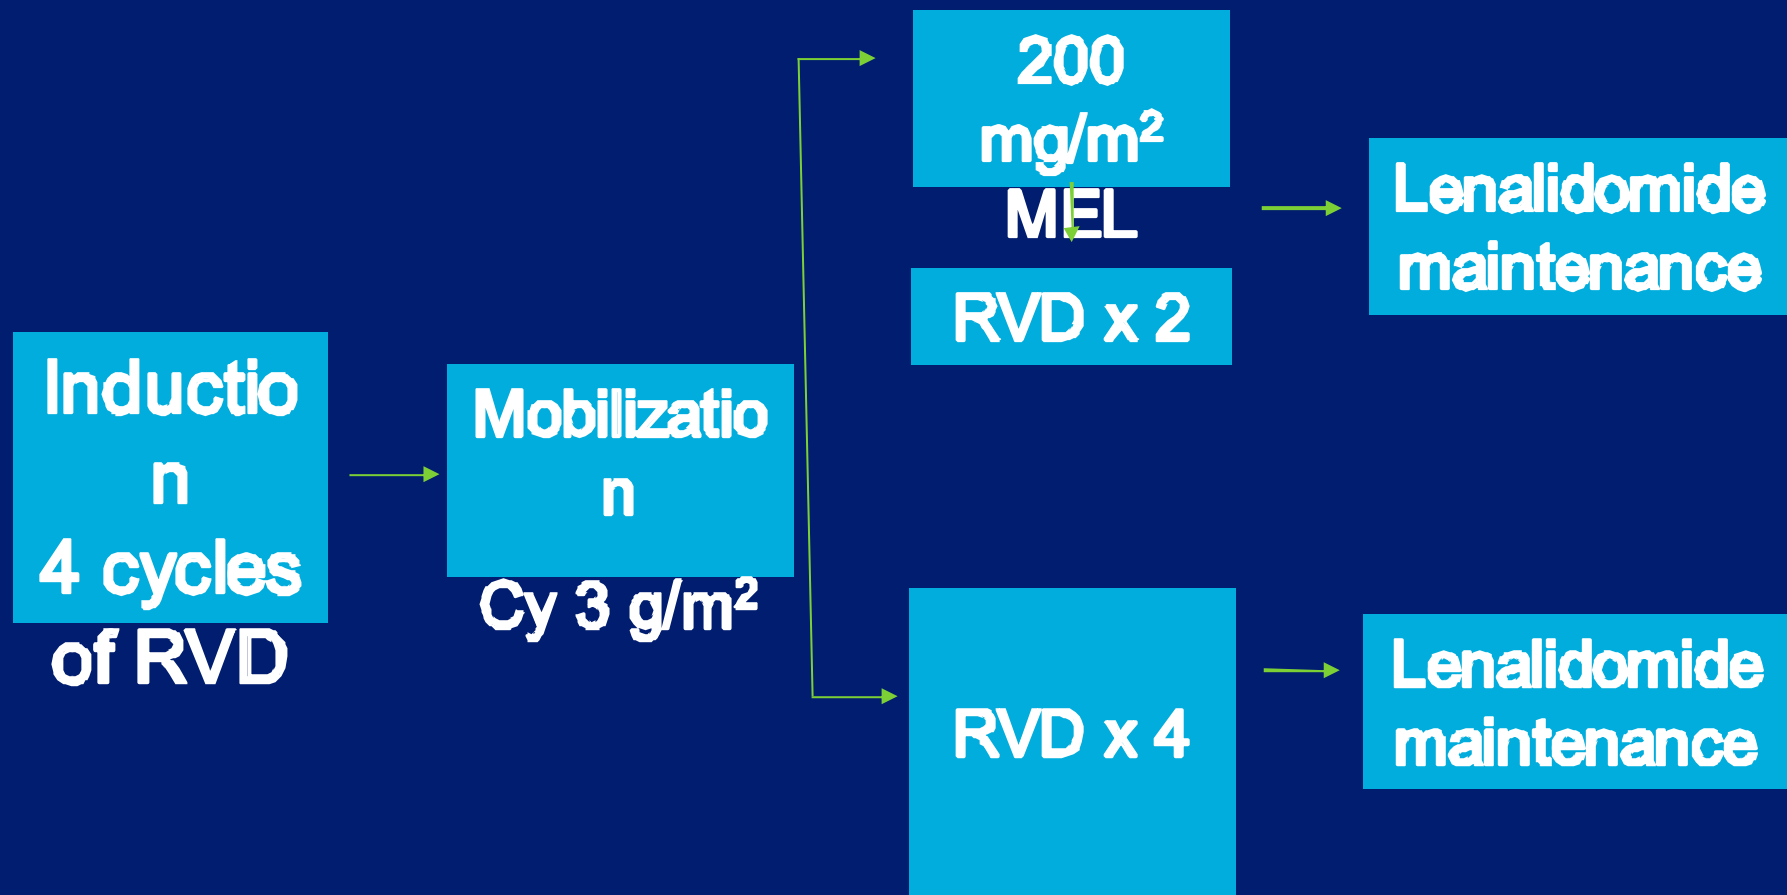 Inductio
n
4 cycles
of RVD
Mobilizatio
n
Cy 3 g/m²
200
mg/m²
MEL
RVD x 2
Lenalidomide
maintenance
RVD x 4
Lenalidomide
maintenance